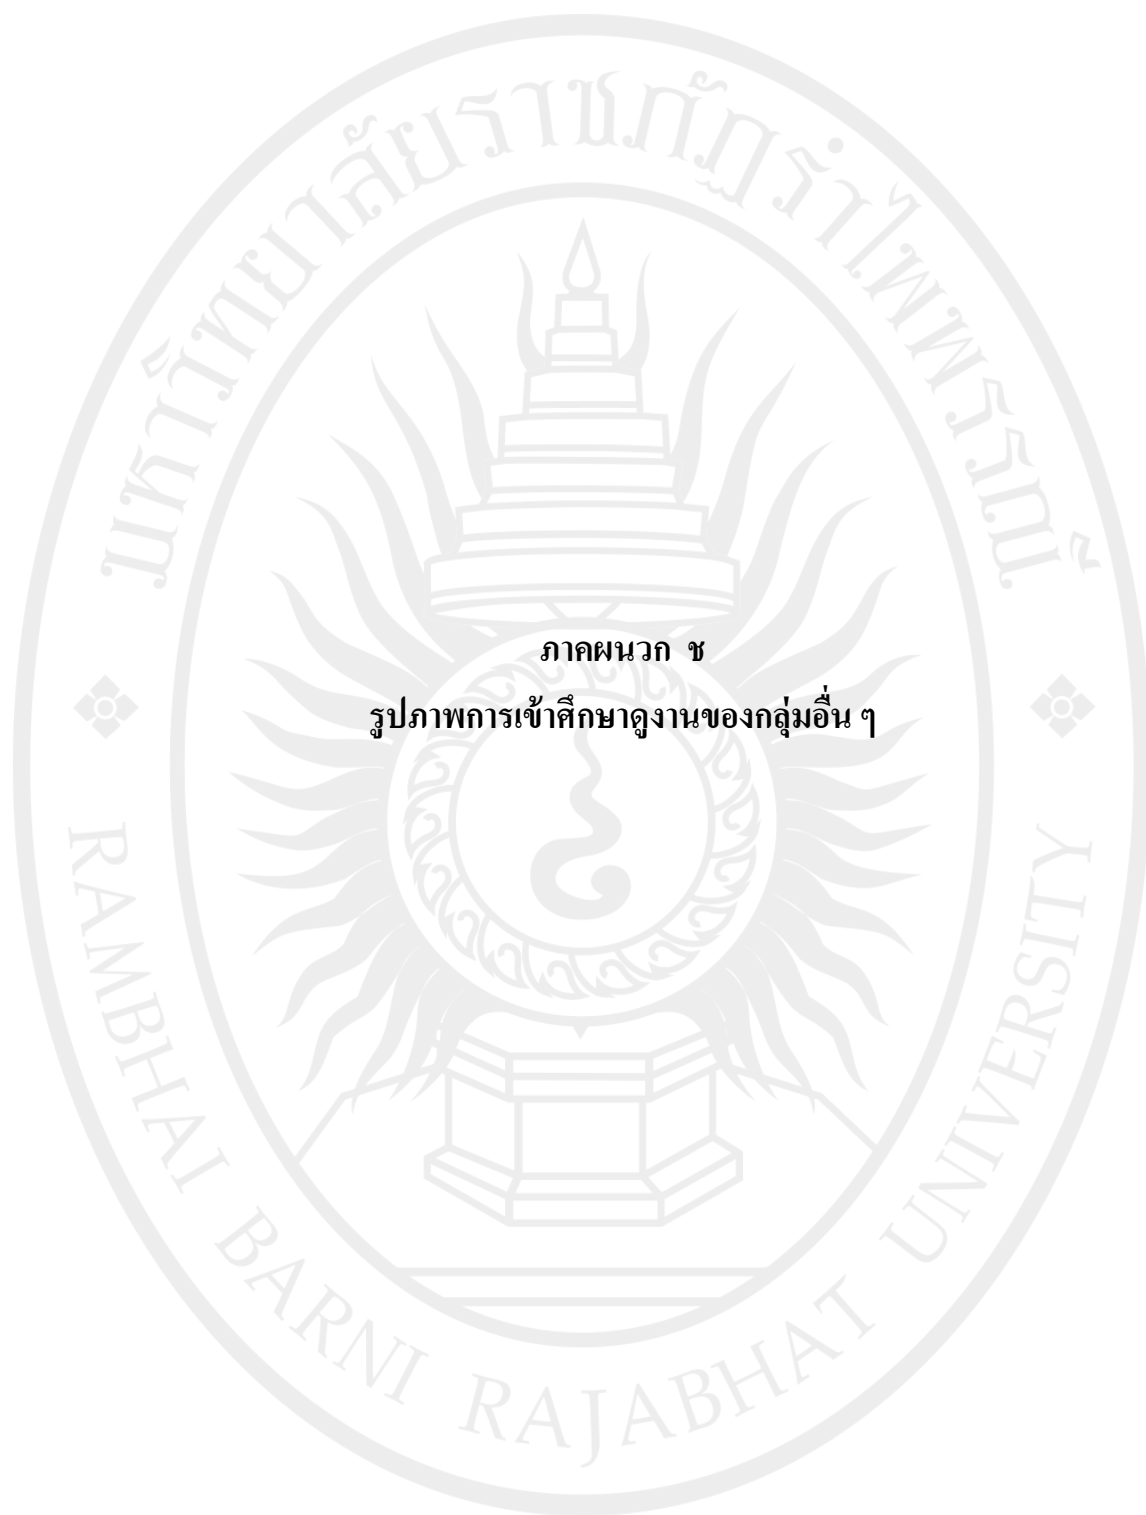 มหาวิทยาลัยราชภัฏรำไพพรรณี
ภาคผนวก ช
รูปภาพการเข้าศึกษาดูงานของกลุ่มอื่น ๆ
RAMBHAI BARNI RAJABHAT UNIVERSITY